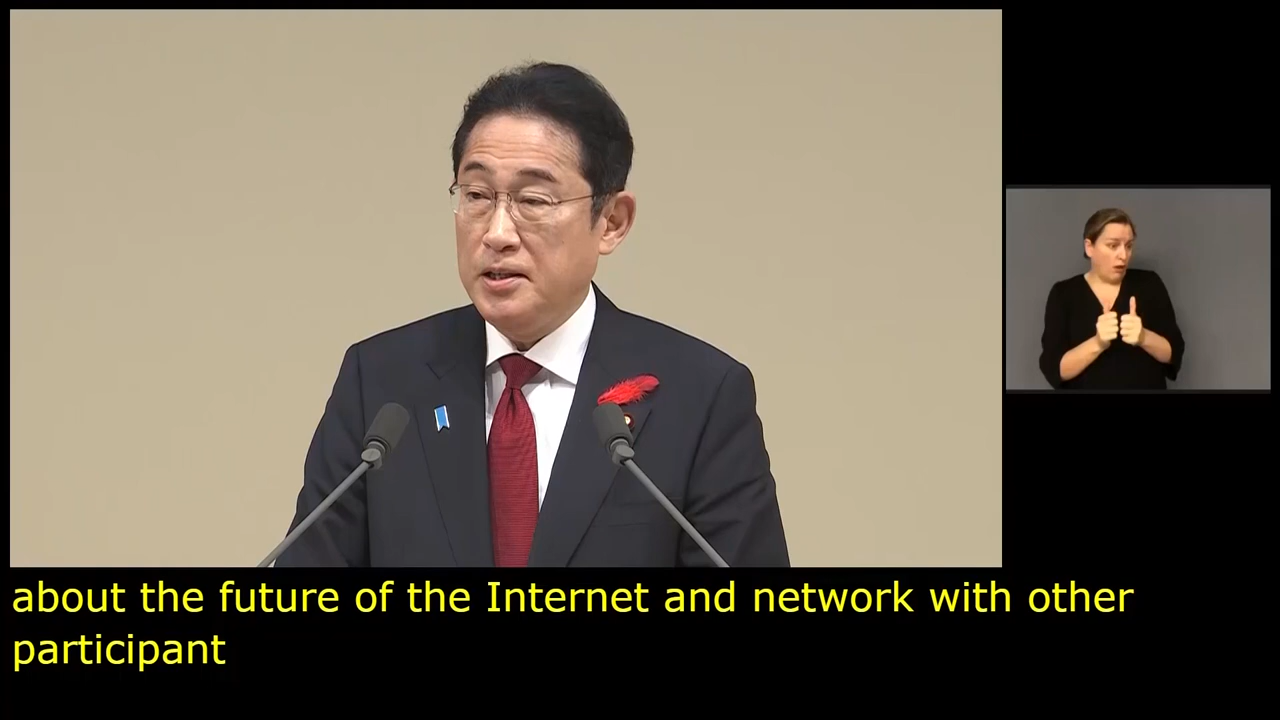 about the future of the Internet and network with other
participant